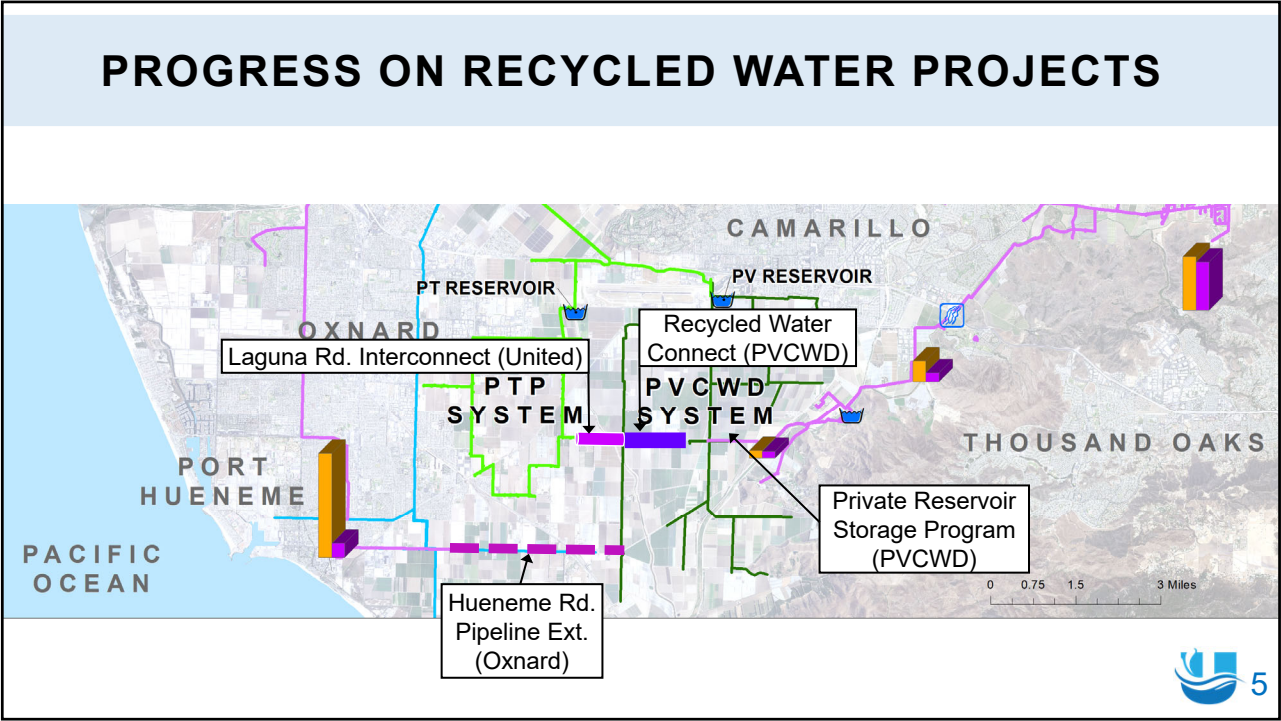 PROGRESS ON RECYCLED WATER PROJECTS
CAMARILLO
PV RESERVOIR
PT RESERVOIR
OXNARD
Recycled Water
Connect (PVCWD)
Laguna Rd. Interconnect (United)
PTP
SYSTEM
PVCWD
SYSTEM
THOUSAND OAKS
PORT
HUENEME
Private Reservoir
Storage Program
(PVCWD)
PACIFIC
OCEAN
0 0.75 1.5 3 Miles
Hueneme Rd.
Pipeline Ext.
(Oxnard)
5